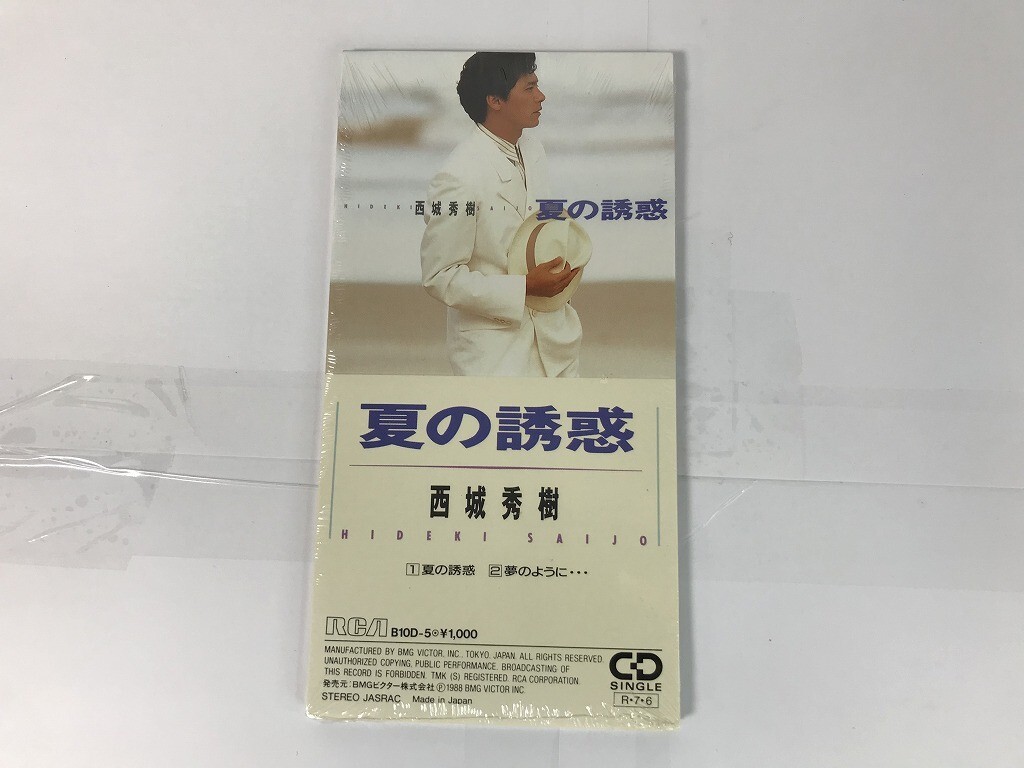 HIDEKI 西城秀樹 SAIJO 夏の誘惑
夏の誘惑
西城秀樹
HIDEKI SAIJO
1 夏の誘惑 2 夢のように・・・
RCA B10D-5⊙¥1,000
MANUFACTURED BY BMG VICTOR, INC., TOKYO, JAPAN. ALL RIGHTS RESERVED.
UNAUTHORIZED COPYING, PUBLIC PERFORMANCE, BROADCASTING OF
THIS RECORD IS FORBIDDEN. TMK (S) REGISTERED. RCA CORPORATION.
発売元:BMGビクター株式会社 ℗1988 BMG VICTOR INC.
STEREO JASRAC Made in Japan
CD
SINGLE
R・7・6